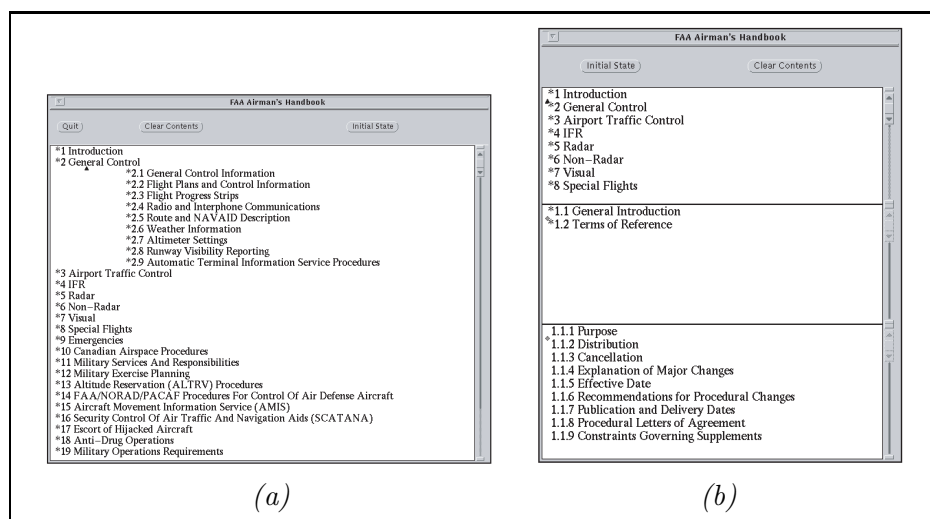 FAA Airman's Handbook
Quit
Clear Contents
Initial State
*1 Introduction
*2 General Control
*2.1 General Control Information
*2.2 Flight Plans and Control Information
*2.3 Flight Progress Strips
*2.4 Radio and Interphone Communications
*2.5 Route and NAVAID Description
*2.6 Weather Information
*2.7 Altimeter Settings
*2.8 Runway Visibility Reporting
*2.9 Automatic Terminal Information Service Procedures
*3 Airport Traffic Control
*4 IFR
*5 Radar
*6 Non-Radar
*7 Visual
*8 Special Flights
*9 Emergencies
*10 Canadian Airspace Procedures
*11 Military Services And Responsibilities
*12 Military Exercise Planning
*13 Altitude Reservation (ALTRV) Procedures
*14 FAA/NORAD/PACAF Procedures For Control Of Air Defense Aircraft
*15 Aircraft Movement Information Service (AMIS)
*16 Security Control Of Air Traffic And Navigation Aids (SCATANA)
*17 Escort of Hijacked Aircraft
*18 Anti-Drug Operations
*19 Military Operations Requirements
(a)
FAA Airman's Handbook
Initial State
Clear Contents
*1 Introduction
*2 General Control
*3 Airport Traffic Control
*4 IFR
*5 Radar
*6 Non-Radar
*7 Visual
*8 Special Flights
*1.1 General Introduction
*1.2 Terms of Reference
1.1.1 Purpose
1.1.2 Distribution
1.1.3 Cancellation
1.1.4 Explanation of Major Changes
1.1.5 Effective Date
1.1.6 Recommendations for Procedural Changes
1.1.7 Publication and Delivery Dates
1.1.8 Procedural Letters of Agreement
1.1.9 Constraints Governing Supplements
(b)